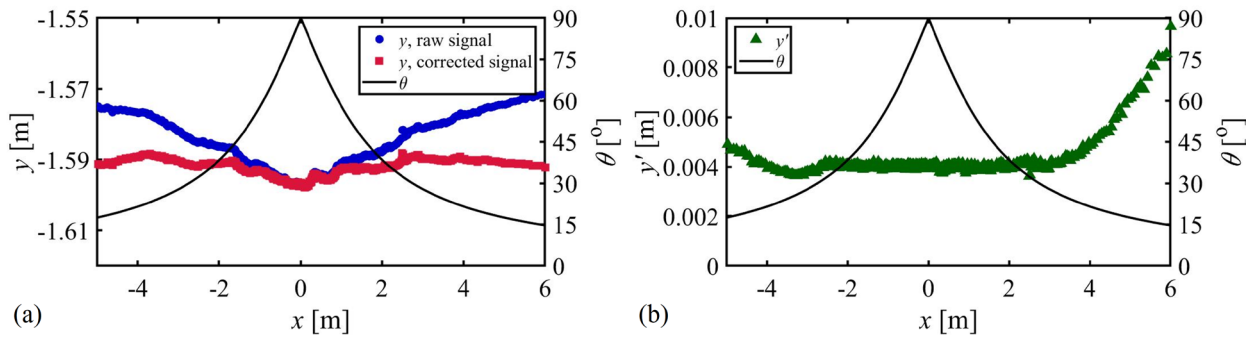 -1.55
-1.57
-1.59
-1.61
y [m]
90
75
60
45
30
15
0
θ [°]
y, raw signal
y, corrected signal
θ
-4
-2
0
2
4
6
x [m]
(a)
0.01
0.008
0.006
0.004
0.002
0
y′ [m]
90
75
60
45
30
15
0
θ [°]
y′
θ
-4
-2
0
2
4
6
x [m]
(b)